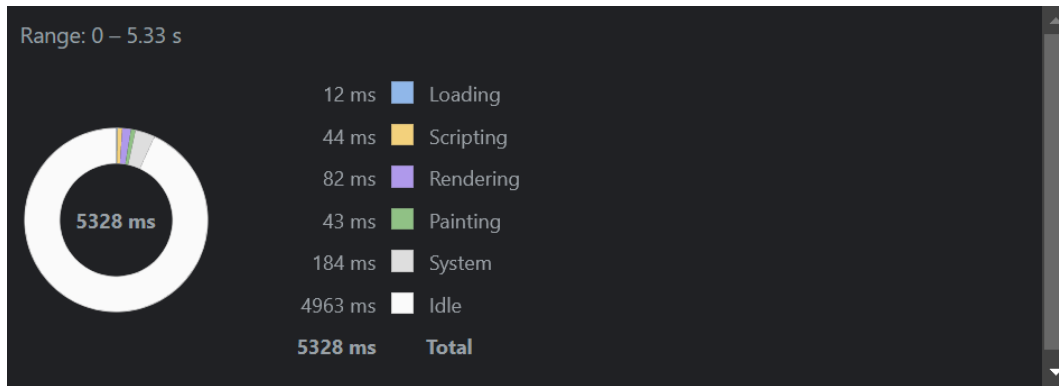 Range: 0 – 5.33 s
12 ms Loading
44 ms Scripting
82 ms Rendering
43 ms Painting
5328 ms
184 ms System
4963 ms Idle
5328 ms Total